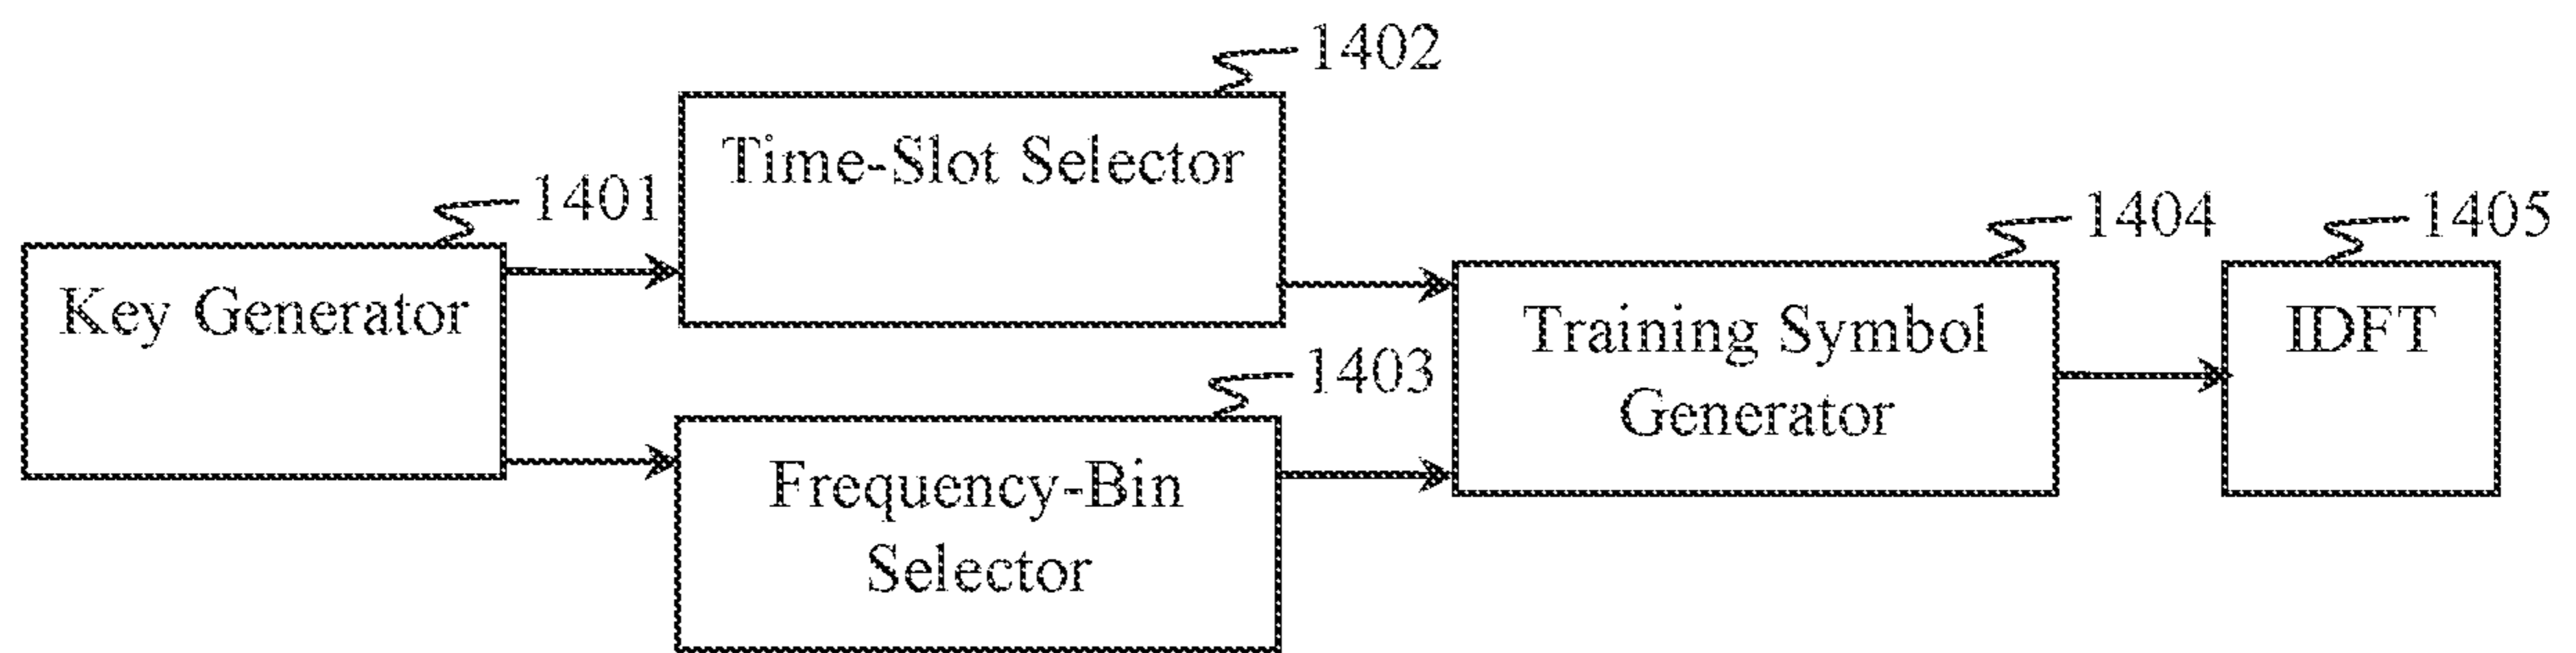 1402
Time-Slot Selector
1401
Key Generator
1404
Training Symbol
Generator
1405
IDFT
1403
Frequency-Bin
Selector